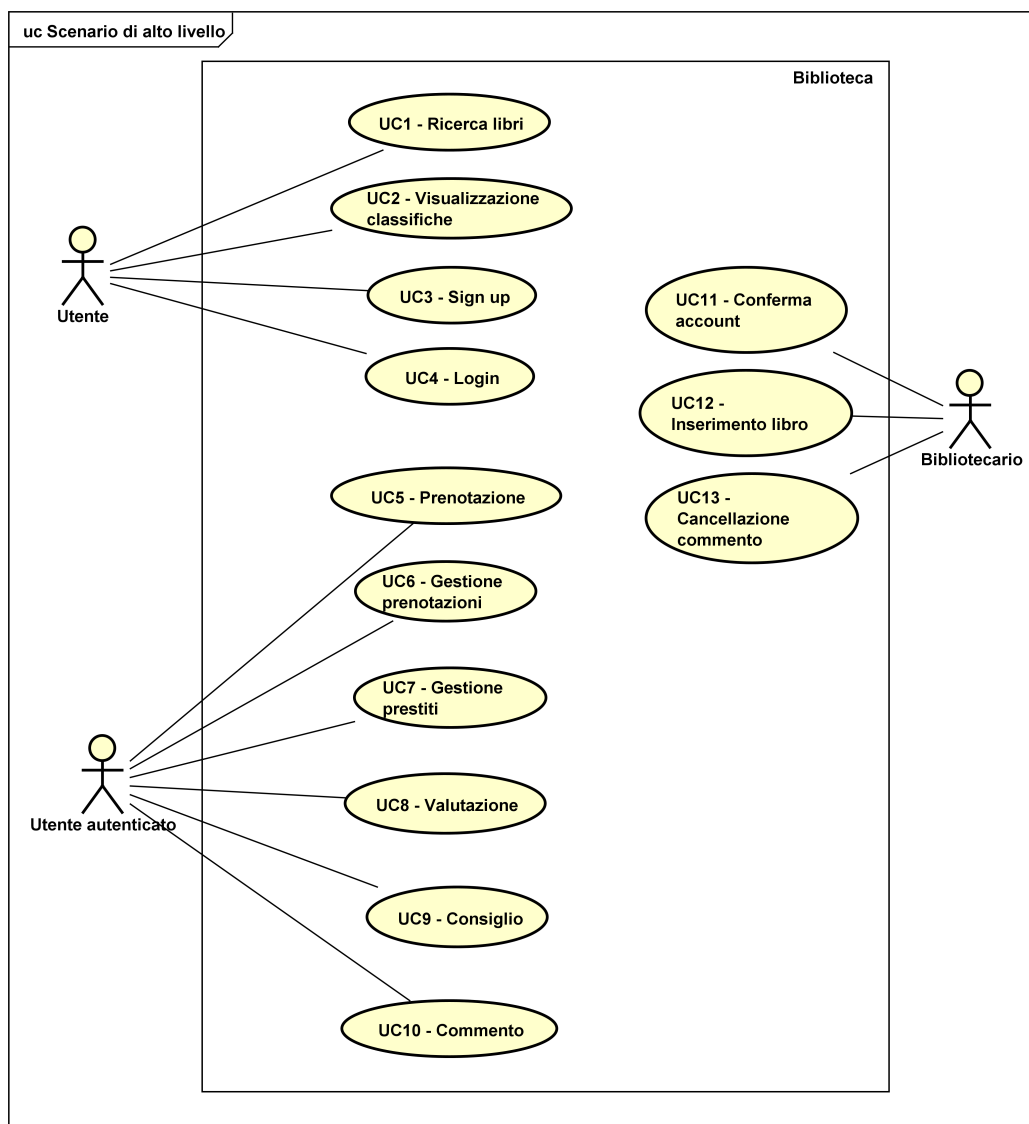 uc Scenario di alto livello
Biblioteca
UC1 - Ricerca libri
UC2 - Visualizzazione
classifiche
UC3 - Sign up
UC4 - Login
Utente
UC11 - Conferma
account
UC12 -
Inserimento libro
UC13 -
Cancellazione
commento
Bibliotecario
UC5 - Prenotazione
UC6 - Gestione
prenotazioni
UC7 - Gestione
prestiti
UC8 - Valutazione
UC9 - Consiglio
UC10 - Commento
Utente autenticato